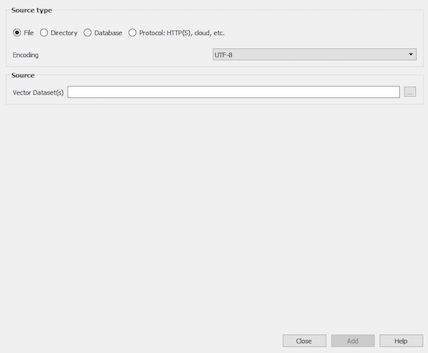 Source type
File Directory Database Protocol: HTTP(S), cloud, etc.
Encoding UTF-8
Source
Vector Dataset(s) ...
Close Add Help